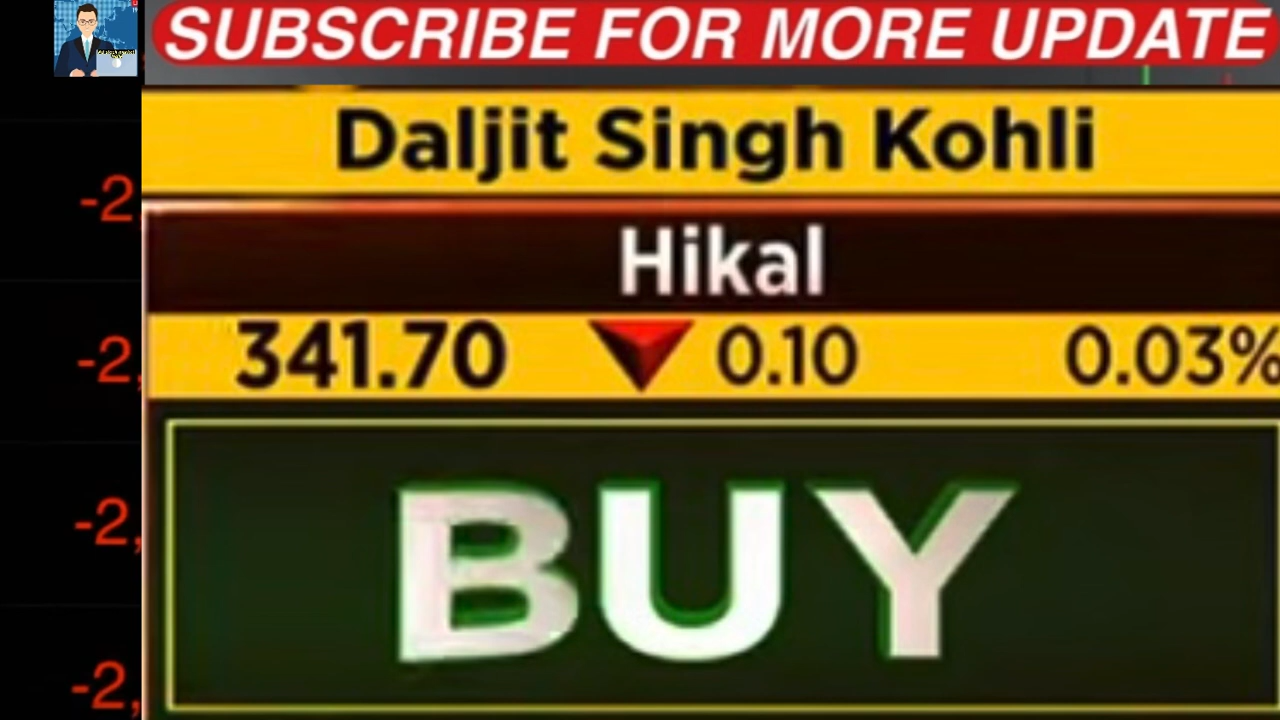 SUBSCRIBE FOR MORE UPDATE
Daljit Singh Kohli
Hikal
341.70 ▼ 0.10 0.03%
BUY
-2,
-2,
-2,
-2,